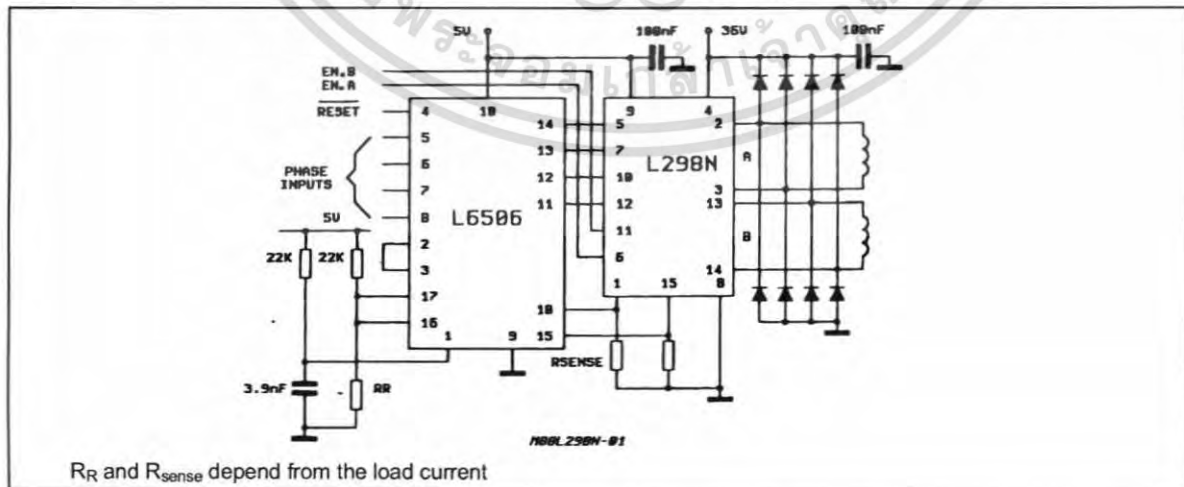 5V
100nF
36V
100nF
EN.B
EN.A
RESET
PHASE
INPUTS
5V
22K
22K
3.9nF
RR
4
5
6
7
8
2
3
17
16
1
9
10
14
13
12
11
18
15
L6506
9
4
5
7
10
12
11
6
1
15
8
2
3
13
14
L298N
A
B
RSENSE
M88L298N-01
RR and Rsense depend from the load current